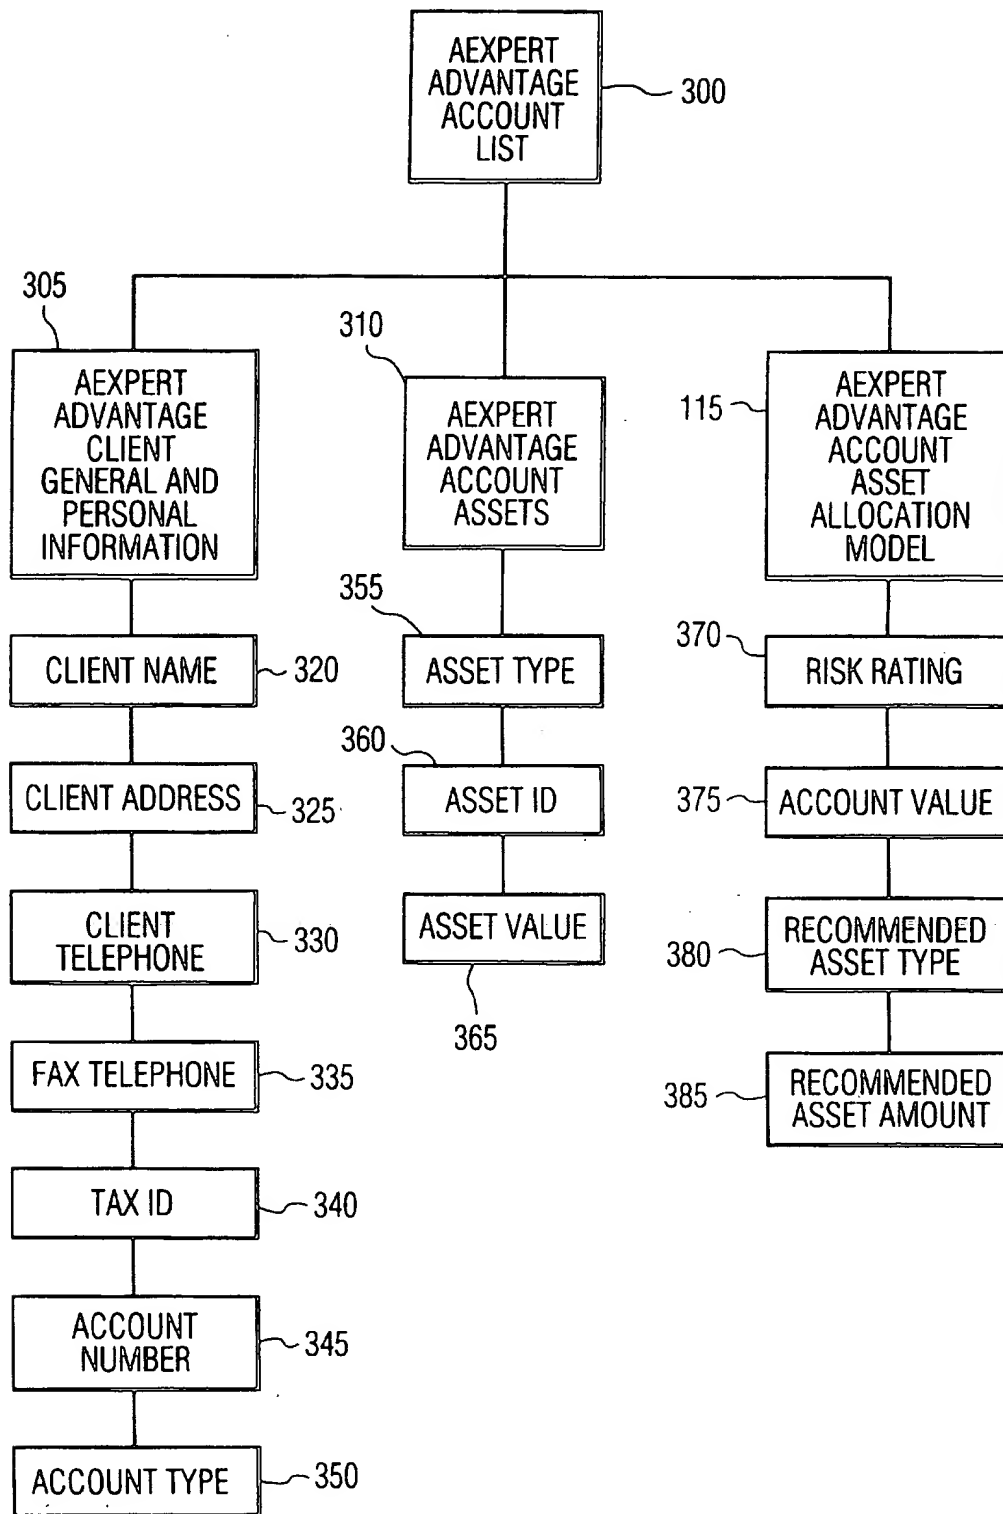 AEXPERT
ADVANTAGE
ACCOUNT
LIST
300
305
AEXPERT
ADVANTAGE
CLIENT
GENERAL AND
PERSONAL
INFORMATION
CLIENT NAME
320
CLIENT ADDRESS
325
CLIENT
TELEPHONE
330
FAX TELEPHONE
335
TAX ID
340
ACCOUNT
NUMBER
345
ACCOUNT TYPE
350
310
AEXPERT
ADVANTAGE
ACCOUNT
ASSETS
355
ASSET TYPE
360
ASSET ID
ASSET VALUE
365
115
AEXPERT
ADVANTAGE
ACCOUNT
ASSET
ALLOCATION
MODEL
370
RISK RATING
375
ACCOUNT VALUE
380
RECOMMENDED
ASSET TYPE
385
RECOMMENDED
ASSET AMOUNT